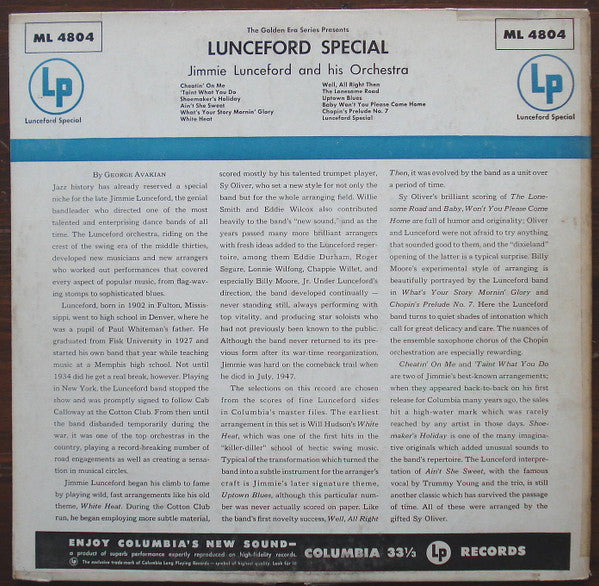 The Golden Era Series Presents
ML 4804
LUNCEFORD SPECIAL
ML 4804
Jimmie Lunceford and his Orchestra
Lp
Lunceford Special
Cheatin' On Me
'Taint What You Do
Shoemaker's Holiday
Ain't She Sweet
What's Your Story Mornin' Glory
White Heat
Well, All Right Then
The Lonesome Road
Uptown Blues
Baby Won't You Please Come Home
Chopin's Prelude No. 7
Lunceford Special
Lp
Lunceford Special
By George Avakian
Jazz history has already reserved a special
niche for the late Jimmie Lunceford, the genial
bandleader who directed one of the most
talented and enterprising dance bands of all
time. The Lunceford orchestra, riding on the
crest of the swing era of the middle thirties,
developed new musicians and new arrangers
who worked out performances that covered
every aspect of popular music, from flag-wav-
ing stomps to sophisticated blues.
Lunceford, born in 1902 in Fulton, Missis-
sippi, went to high school in Denver, where he
was a pupil of Paul Whiteman's father. He
graduated from Fisk University in 1927 and
started his own band that year while teaching
music at a Memphis high school. Not until
1934 did he get a real break, however. Playing
in New York, the Lunceford band stopped the
show and was promptly signed to follow Cab
Calloway at the Cotton Club. From then until
the band disbanded temporarily during the
war, it was one of the top orchestras in the
country, playing a record-breaking number of
road engagements as well as creating a sensa-
tion in musical circles.
Jimmie Lunceford began his climb to fame
by playing wild, fast arrangements like his old
theme, White Heat. During the Cotton Club
run, he began employing more subtle material,
scored mostly by his talented trumpet player,
Sy Oliver, who set a new style for not only the
band but for the whole arranging field. Willie
Smith and Eddie Wilcox also contributed
heavily to the band's "new sound," and as the
years passed many more brilliant arrangers
with fresh ideas added to the Lunceford reper-
toire, among them Eddie Durham, Roger
Segure, Lonnie Wilfong, Chappie Willet, and
especially Billy Moore, Jr. Under Lunceford's
direction, the band developed continually —
never standing still, always performing with
top vitality, and producing star soloists who
had not previously been known to the public.
Although the band never returned to its pre-
vious form after its war-time reorganization,
Jimmie was hard on the comeback trail when
he died in July, 1947.
The selections on this record are chosen
from the scores of fine Lunceford sides
in Columbia's master files. The earliest
arrangement in this set is Will Hudson's White
Heat, which was one of the first hits in the
"killer-diller" school of hectic swing music.
Typical of the transformation which turned the
band into a subtle instrument for the arranger's
craft is Jimmie's later signature theme,
Uptown Blues, although this particular num-
ber was never actually scored on paper. Like
the band's first novelty success, Well, All Right
Then, it was evolved by the band as a unit over
a period of time.
Sy Oliver's brilliant scoring of The Lone-
some Road and Baby, Won't You Please Come
Home are full of humor and originality; Oliver
and Lunceford were not afraid to try anything
that sounded good to them, and the "dixieland"
opening of the latter is a typical surprise. Billy
Moore's experimental style of arranging is
beautifully portrayed by the Lunceford band
in What's Your Story Mornin' Glory and
Chopin's Prelude No. 7. Here the Lunceford
band turns to quiet shades of intonation which
call for great delicacy and care. The nuances of
the ensemble saxophone chorus of the Chopin
orchestration are especially rewarding.
Cheatin' On Me and 'Taint What You Do
are two of Jimmie's best-known arrangements;
when they appeared back-to-back on his first
release for Columbia many years ago, the sales
hit a high-water mark which was rarely
reached by any artist in those days. Shoe-
maker's Holiday is one of the many imagina-
tive originals which added unusual sounds to
the band's repertoire. The Lunceford interpre-
tation of Ain't She Sweet, with the famous
vocal by Trummy Young and the trio, is still
another classic which has survived the passage
of time. All of these were arranged by the
gifted Sy Oliver.
ENJOY COLUMBIA'S NEW SOUND—
a product of superb performance expertly reproduced on high-fidelity records.
The exclusive trade-mark of Columbia Long Playing Records — symbol of highest quality. Look for it!
COLUMBIA 33⅓ Lp RECORDS